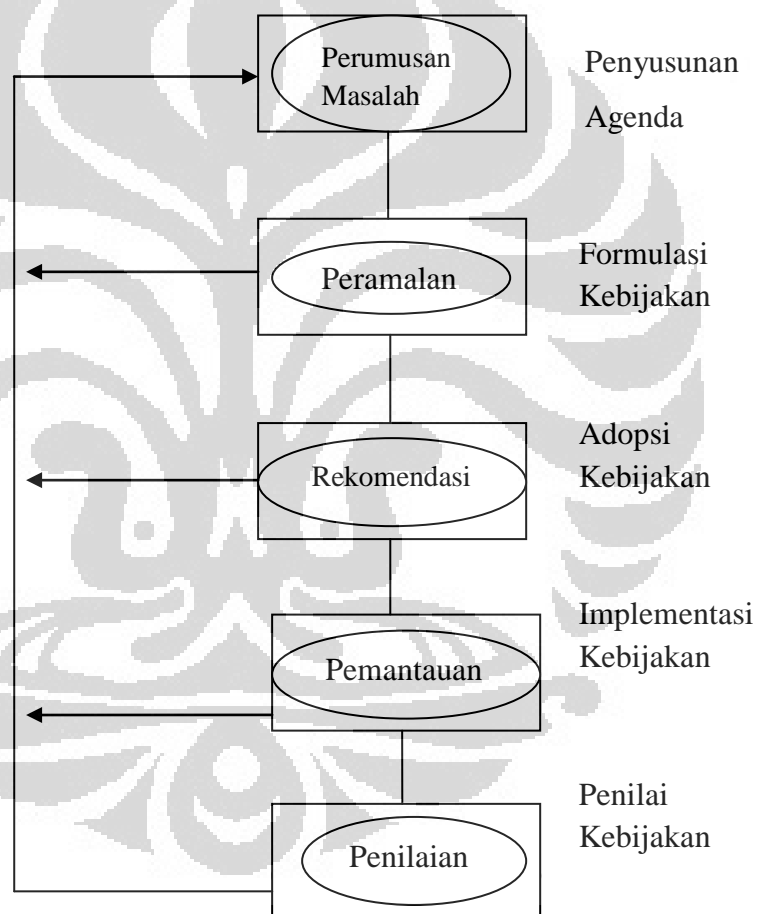 Perumusan
Masalah
Penyusunan
Agenda
Peramalan
Formulasi
Kebijakan
Rekomendasi
Adopsi
Kebijakan
Pemantauan
Implementasi
Kebijakan
Penilaian
Penilai
Kebijakan